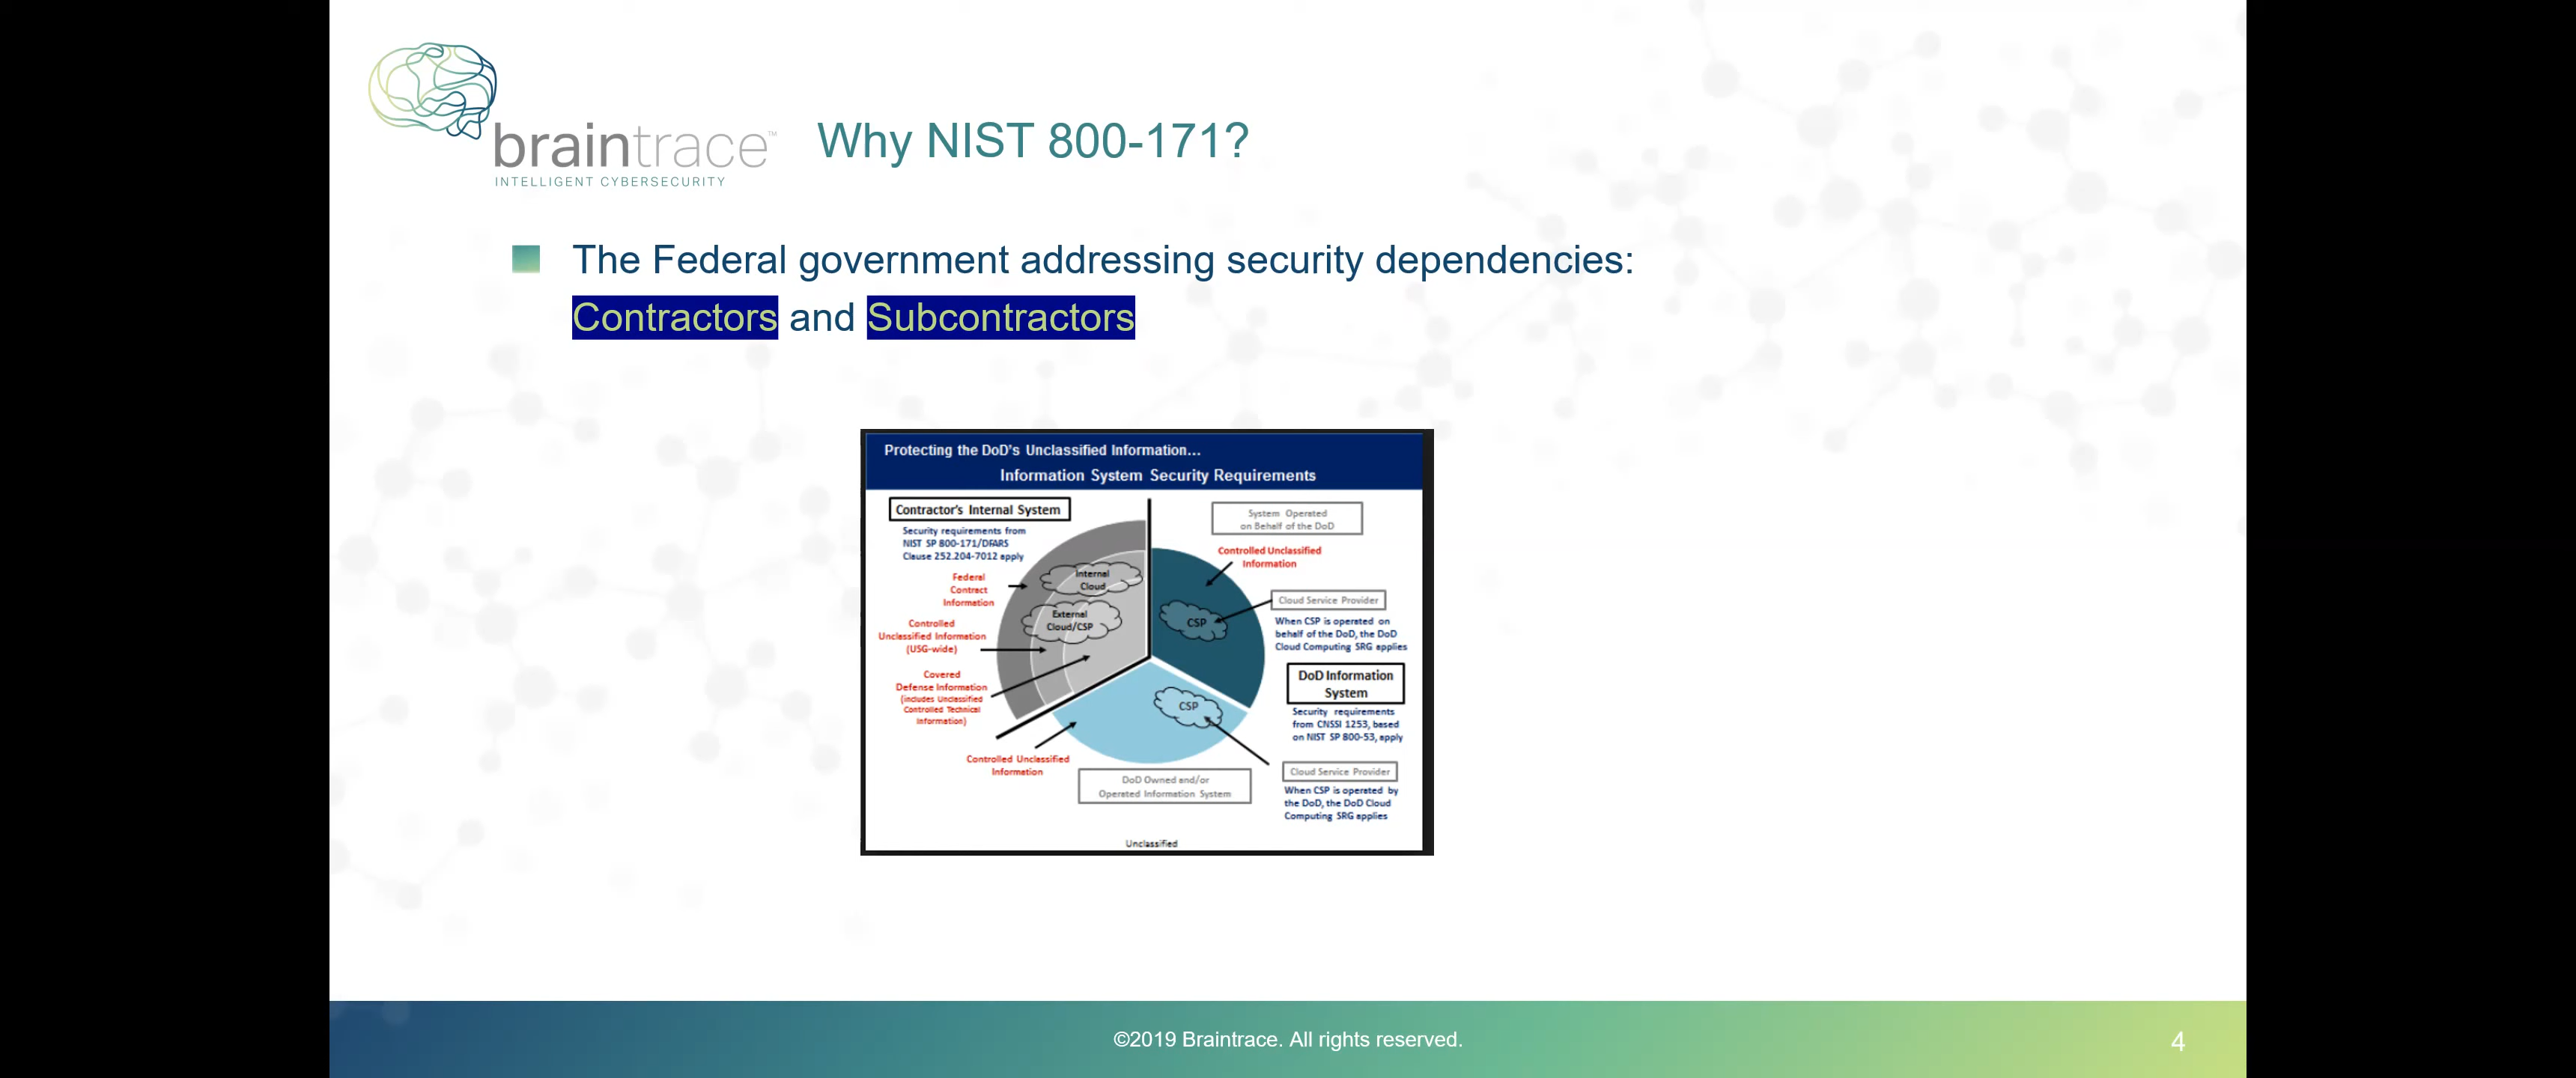 braintrace™
INTELLIGENT CYBERSECURITY
Why NIST 800-171?
The Federal government addressing security dependencies:
Contractors and Subcontractors
Protecting the DoD's Unclassified Information...
Information System Security Requirements
Contractor's Internal System
Security requirements from
NIST SP 800-171/DFARS
Clause 252.204-7012 apply
Federal
Contract
Information
Controlled
Unclassified Information
(USG-wide)
Covered
Defense Information
(includes Unclassified
Controlled Technical
Information)
Controlled Unclassified
Information
Internal
Cloud
External
Cloud/CSP
System Operated
on Behalf of the DoD
Controlled Unclassified
Information
CSP
Cloud Service Provider
When CSP is operated on
behalf of the DoD, the DoD
Cloud Computing SRG applies
DoD Information
System
Security requirements
from CNSSI 1253, based
on NIST SP 800-53, apply
CSP
Cloud Service Provider
When CSP is operated by
the DoD, the DoD Cloud
Computing SRG applies
DoD Owned and/or
Operated Information System
Unclassified
©2019 Braintrace. All rights reserved.
4